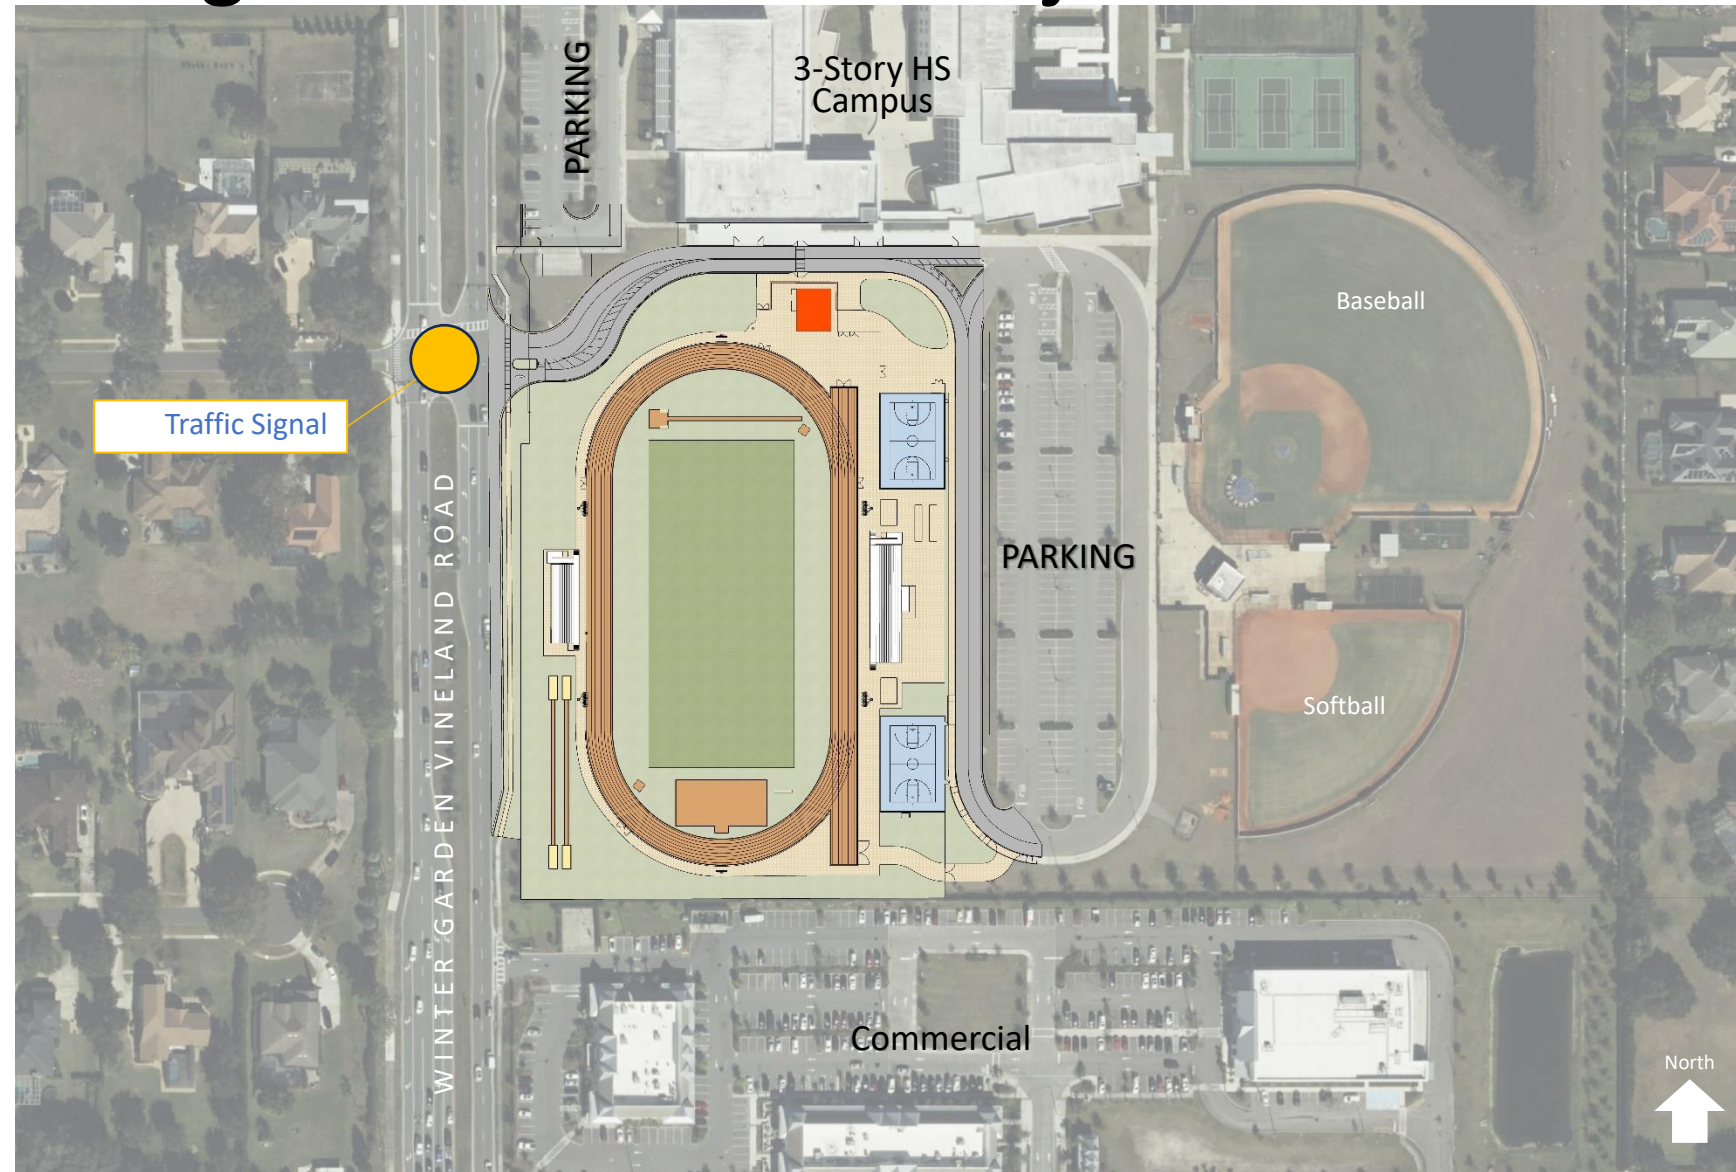 PARKING
3-Story HS
Campus
Baseball
Traffic Signal
WINTER GARDEN VINELAND ROAD
PARKING
Softball
Commercial
North